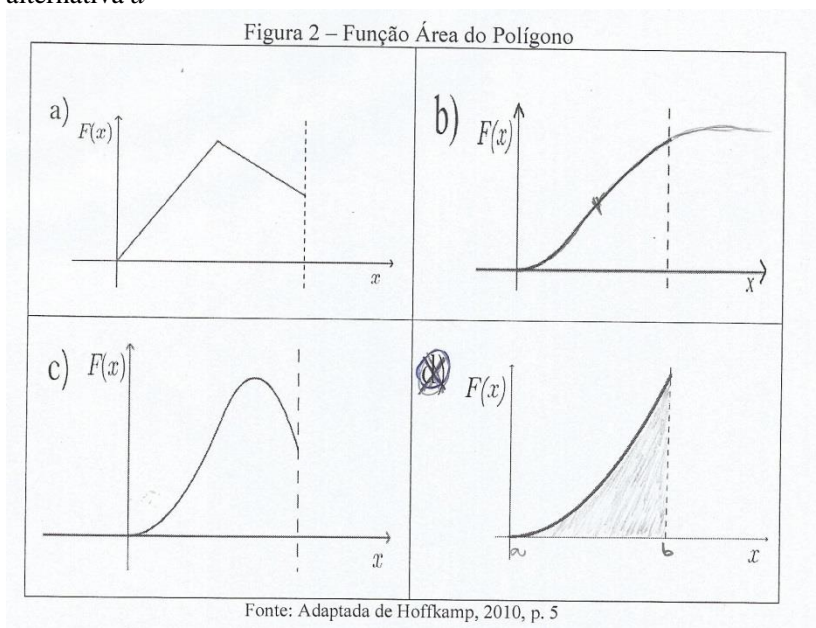 alternativa d
Figura 2 – Função Área do Polígono
a)
F(x)
x
b)
F(x)
x
c)
F(x)
x
d)
F(x)
a
b
x
Fonte: Adaptada de Hoffkamp, 2010, p. 5